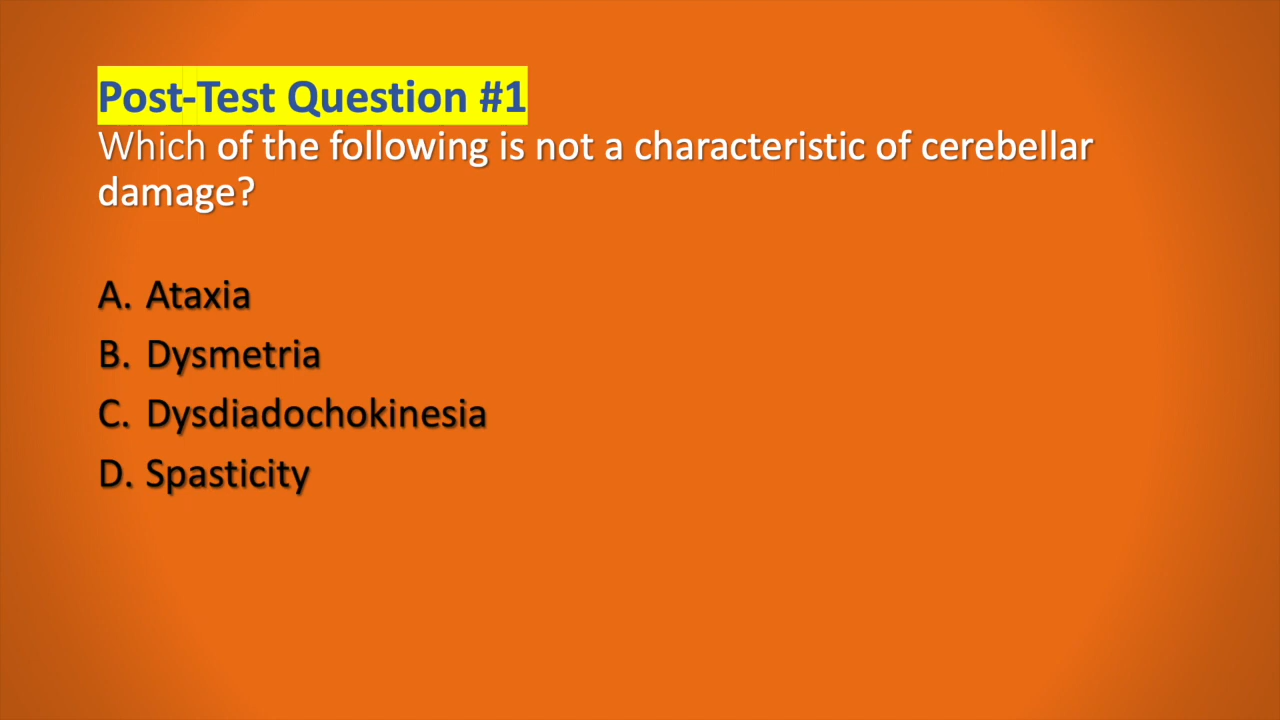 Post-Test Question #1
Which of the following is not a characteristic of cerebellar
damage?
A. Ataxia
B. Dysmetria
C. Dysdiadochokinesia
D. Spasticity